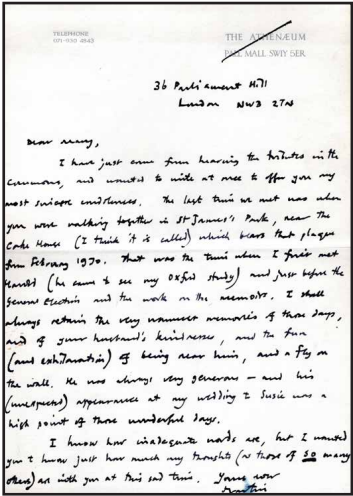 TELEPHONE
071-930 4843
THE ATHENÆUM
PALL MALL SW1Y 5ER
36 Parliament Hill
London NW3 2TN
Dear Mary,
I have just come from hearing the tributes in the
Commons, and wanted to write at once to offer you my
most sincere condolences. The last time we met was when
you were walking together in St James's Park, near the
Cake House (I think it is called) which bears that plaque
from February 1970. That was the time when I first met
Harold (he came to see my Oxford study) and just before the
General Election and the work on the memoirs. I shall
always retain the very warmest memories of those days,
and of your husband's kindnesses, and the fun
(and exhilaration) of being near him, and a fly on
the wall. He was always very generous – and his
(unexpected) appearance at my wedding to Susie was a
high point of those wonderful days.
I know how inadequate words are, but I wanted
you to know just how much my thoughts (as those of so many
others) are with you at this sad time. Yours ever
Martin